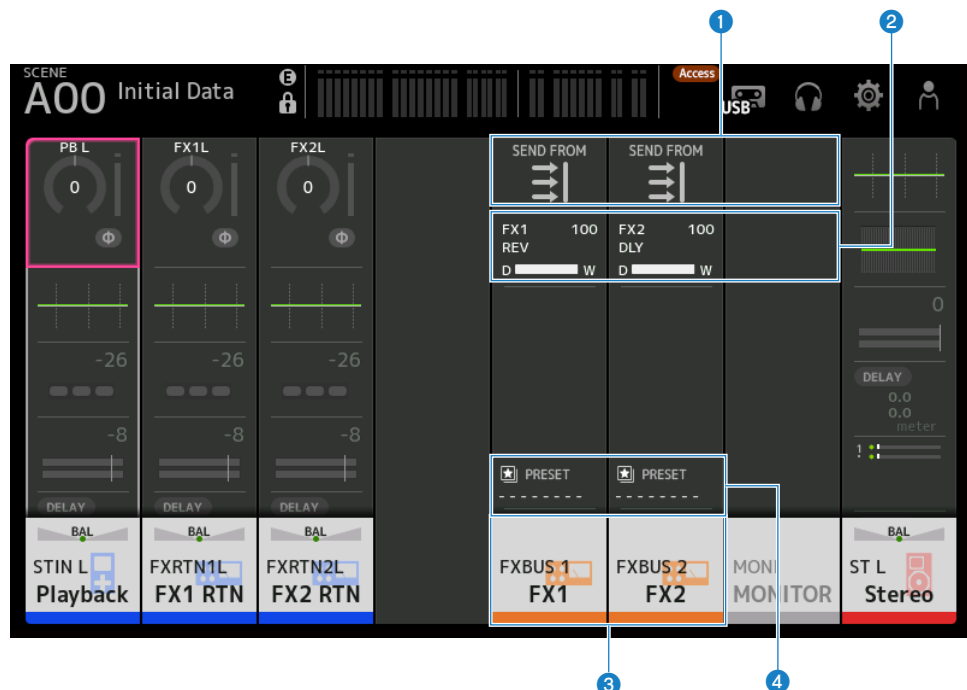 1 2
SCENE
A00 Initial Data
E
Access
USB
PB L FX1L FX2L SEND FROM SEND FROM
0 0 0
Φ Φ Φ
FX1 100 FX2 100
REV DLY
D W D W
0
-26 -26 -26
DELAY
0.0
0.0
meter
-8 -8 -8
!
PRESET PRESET
-------- --------
DELAY DELAY DELAY
BAL BAL BAL BAL
STIN L FXRTN1L FXRTN2L FXBUS 1 FXBUS 2 MONI ST L
Playback FX1 RTN FX2 RTN FX1 FX2 MONITOR Stereo
3 4